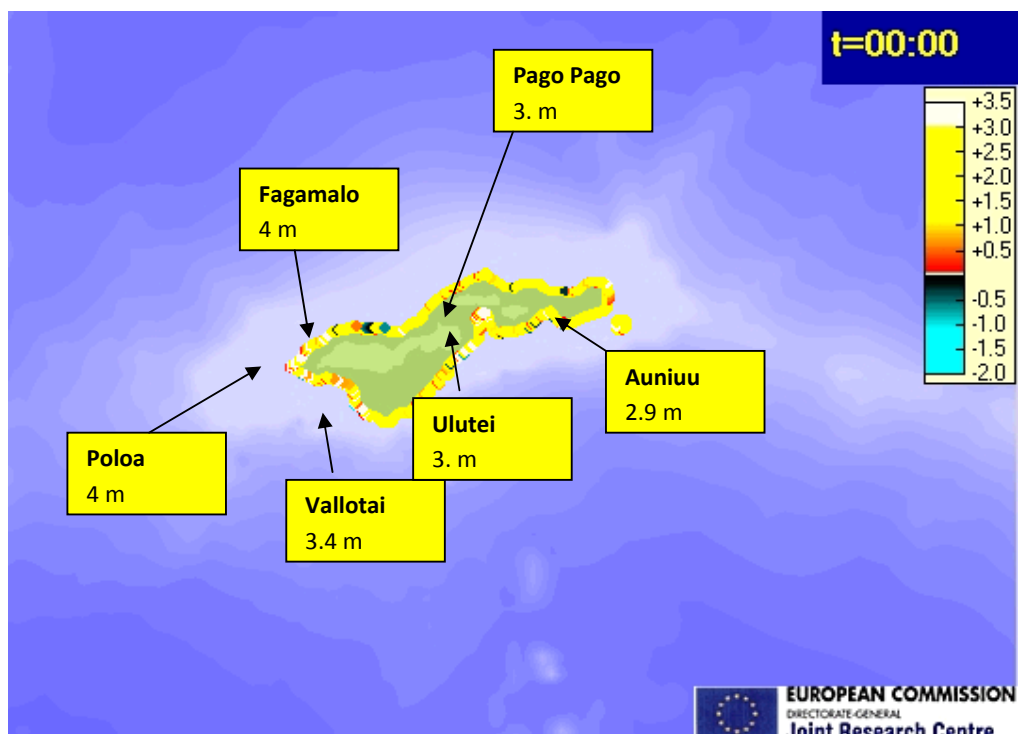 t=00:00
Pago Pago
3. m
+3.5
+3.0
+2.5
+2.0
+1.5
+1.0
+0.5
-0.5
-1.0
-1.5
-2.0
Fagamalo
4 m
Auniuu
2.9 m
Ulutei
3. m
Poloa
4 m
Vallotai
3.4 m
EUROPEAN COMMISSION
DIRECTORATE-GENERAL
Joint Research Centre